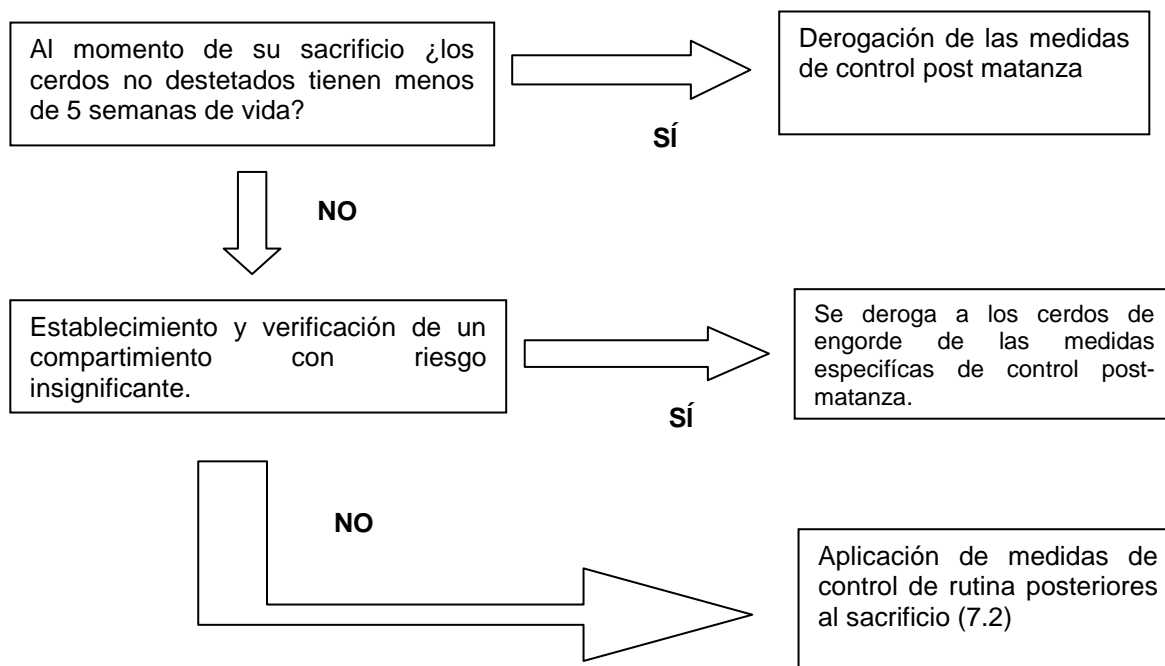 Al momento de su sacrificio ¿los
cerdos no destetados tienen menos
de 5 semanas de vida?
Derogación de las medidas
de control post matanza
SÍ
NO
Establecimiento y verificación de un
compartimiento con riesgo
insignificante.
Se deroga a los cerdos de
engorde de las medidas
especifícas de control post-
matanza.
SÍ
NO
Aplicación de medidas de
control de rutina posteriores
al sacrificio (7.2)